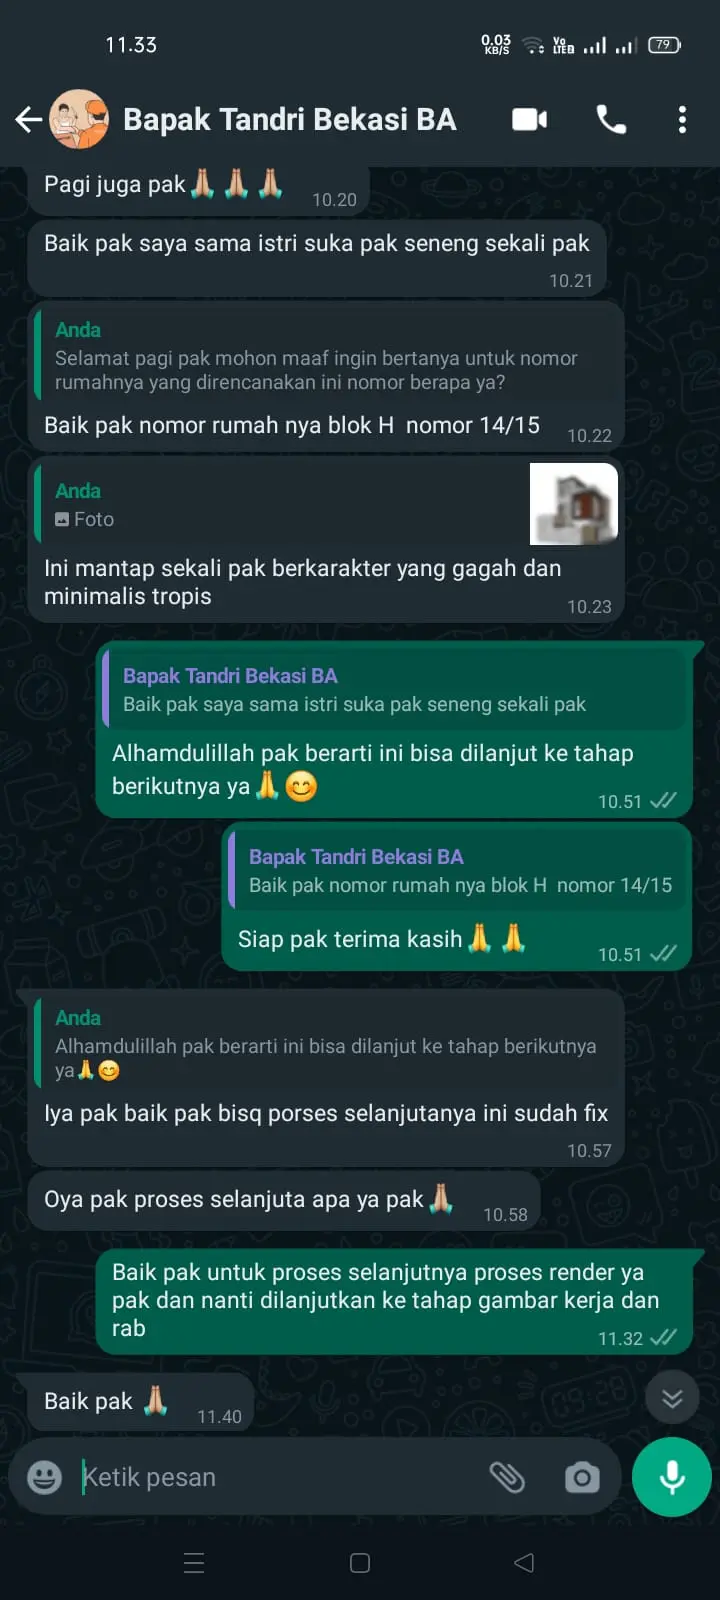 11.33
0.03 KB/S
Vo LTE
79
Bapak Tandri Bekasi BA
Pagi juga pak🙏🏼🙏🏼🙏🏼
10.20
Baik pak saya sama istri suka pak seneng sekali pak
10.21
Anda
Selamat pagi pak mohon maaf ingin bertanya untuk nomor
rumahnya yang direncanakan ini nomor berapa ya?
Baik pak nomor rumah nya blok H  nomor 14/15
10.22
Anda
Foto
Ini mantap sekali pak berkarakter yang gagah dan
minimalis tropis
10.23
Bapak Tandri Bekasi BA
Baik pak saya sama istri suka pak seneng sekali pak
Alhamdulillah pak berarti ini bisa dilanjut ke tahap
berikutnya ya🙏😊
10.51
Bapak Tandri Bekasi BA
Baik pak nomor rumah nya blok H  nomor 14/15
Siap pak terima kasih🙏🙏
10.51
Anda
Alhamdulillah pak berarti ini bisa dilanjut ke tahap berikutnya
ya🙏😊
Iya pak baik pak bisq porses selanjutanya ini sudah fix
10.57
Oya pak proses selanjuta apa ya pak🙏🏼
10.58
Baik pak untuk proses selanjutnya proses render ya
pak dan nanti dilanjutkan ke tahap gambar kerja dan
rab
11.32
Baik pak 🙏🏼
11.40
Ketik pesan